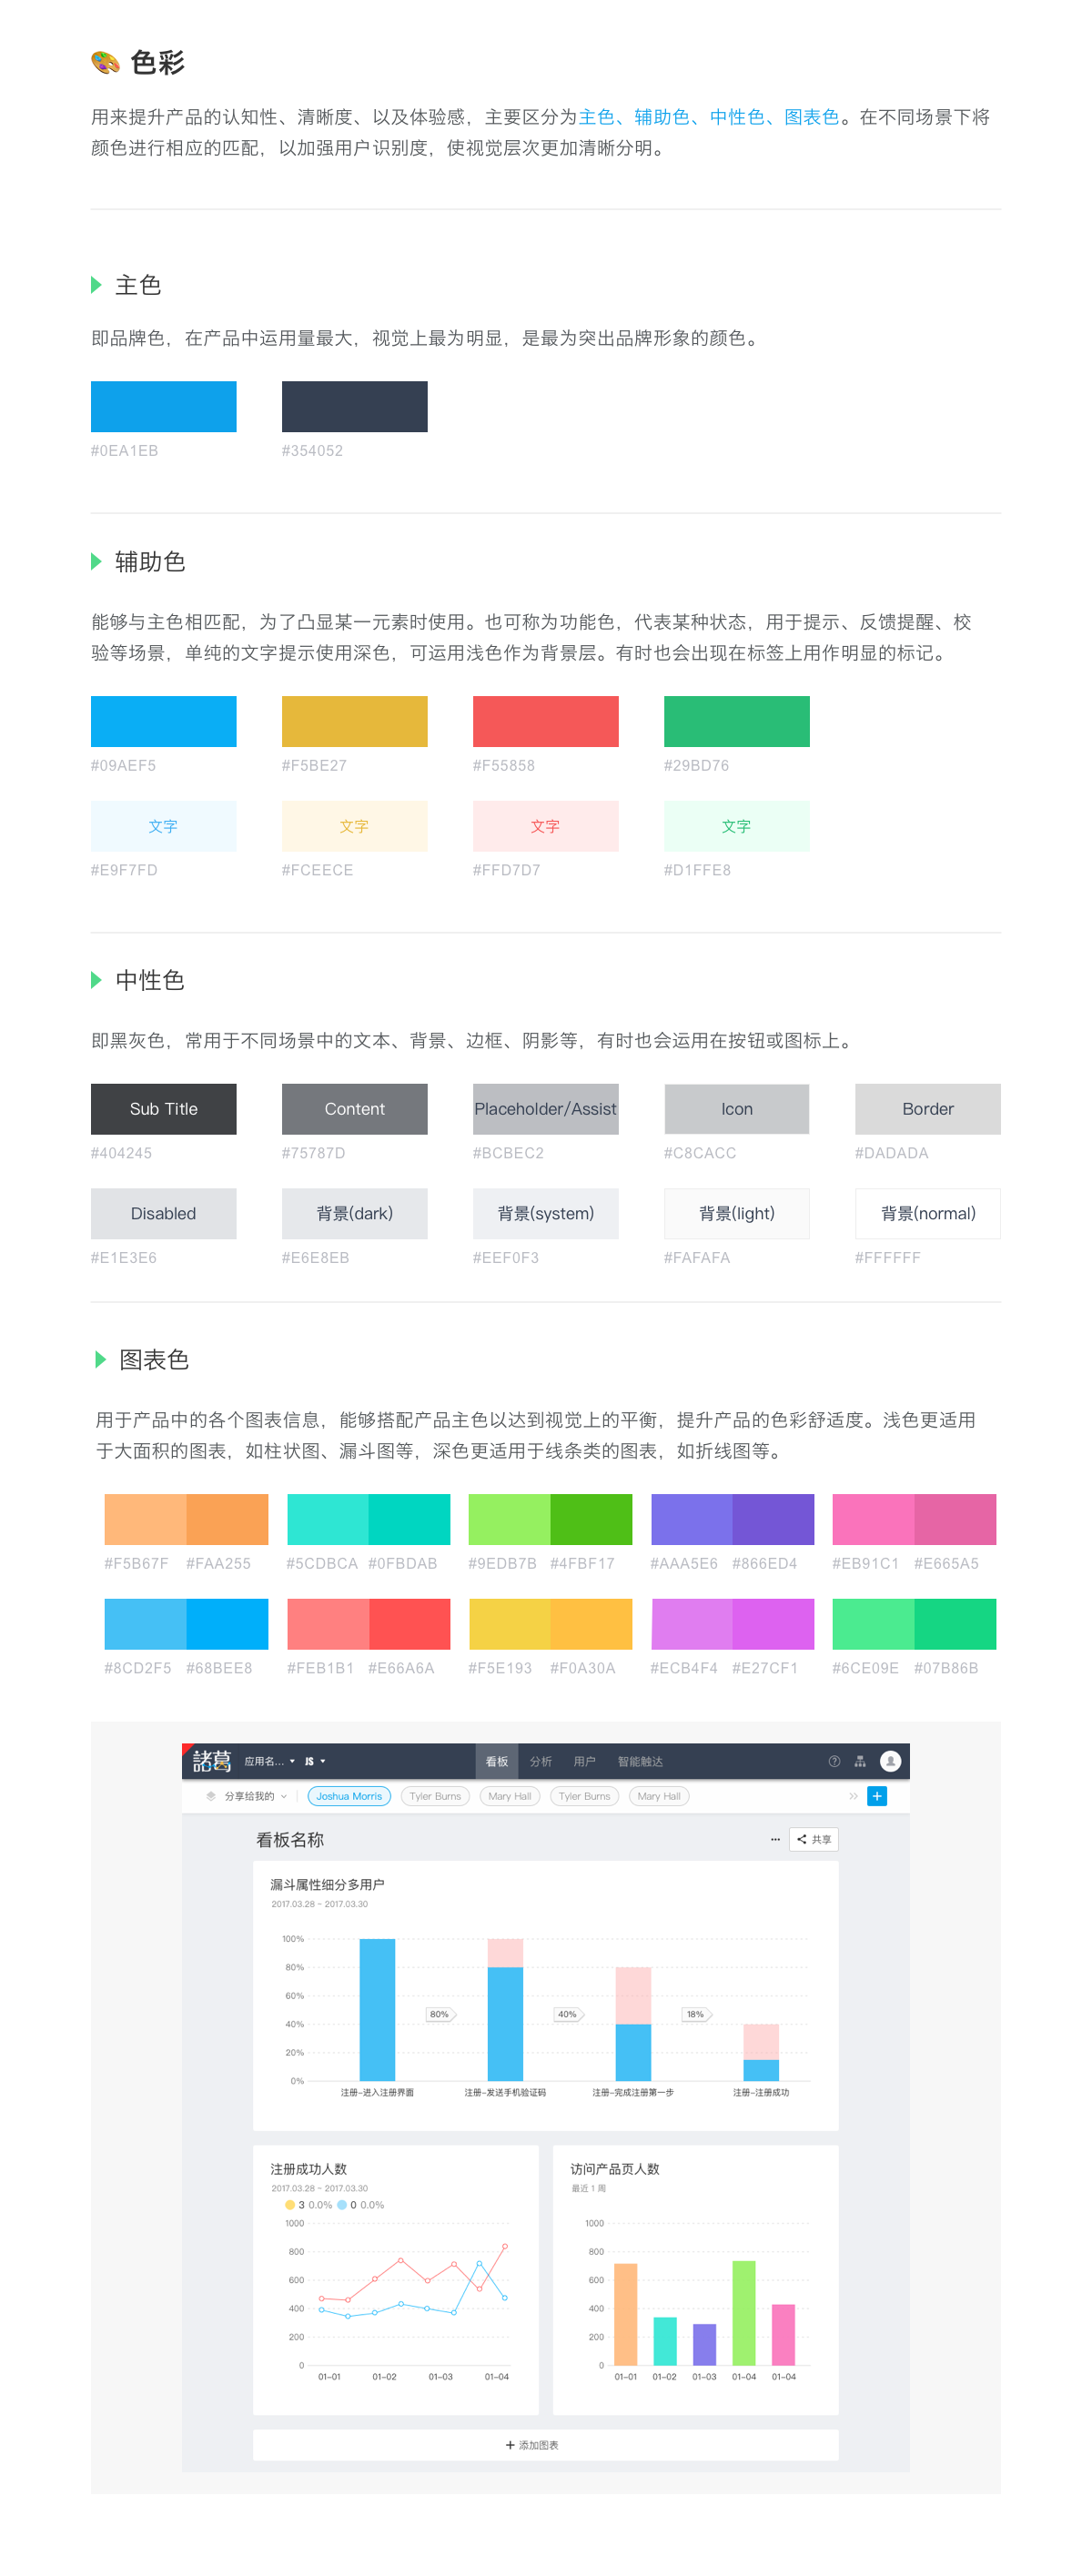 色彩
用来提升产品的认知性、清晰度、以及体验感，主要区分为主色、辅助色、中性色、图表色。在不同场景下将
颜色进行相应的匹配，以加强用户识别度，使视觉层次更加清晰分明。
主色
即品牌色，在产品中运用量最大，视觉上最为明显，是最为突出品牌形象的颜色。
#0EA1EB #354052
辅助色
能够与主色相匹配，为了凸显某一元素时使用。也可称为功能色，代表某种状态，用于提示、反馈提醒、校
验等场景，单纯的文字提示使用深色，可运用浅色作为背景层。有时也会出现在标签上用作明显的标记。
#09AEF5 #F5BE27 #F55858 #29BD76
文字 文字 文字 文字
#E9F7FD #FCEECE #FFD7D7 #D1FFE8
中性色
即黑灰色，常用于不同场景中的文本、背景、边框、阴影等，有时也会运用在按钮或图标上。
Sub Title Content Placeholder/Assist Icon Border
#404245 #75787D #BCBEC2 #C8CACC #DADADA
Disabled 背景(dark) 背景(system) 背景(light) 背景(normal)
#E1E3E6 #E6E8EB #EEF0F3 #FAFAFA #FFFFFF
图表色
用于产品中的各个图表信息，能够搭配产品主色以达到视觉上的平衡，提升产品的色彩舒适度。浅色更适用
于大面积的图表，如柱状图、漏斗图等，深色更适用于线条类的图表，如折线图等。
#F5B67F #FAA255 #5CDBCA #0FBDAB #9EDB7B #4FBF17 #AAA5E6 #866ED4 #EB91C1 #E665A5
#8CD2F5 #68BEE8 #FEB1B1 #E66A6A #F5E193 #F0A30A #ECB4F4 #E27CF1 #6CE09E #07B86B
諸葛 应用名... JS 看板 分析 用户 智能触达
分享给我的 Joshua Morris Tyler Burns Mary Hall Tyler Burns Mary Hall
看板名称 ··· 共享
漏斗属性细分多用户
2017.03.28 ~ 2017.03.30
100%
80%
60%
80% 40% 18%
40%
20%
0%
注册-进入注册界面 注册-发送手机验证码 注册-完成注册第一步 注册-注册成功
注册成功人数
2017.03.28 ~ 2017.03.30
3 0.0% 0 0.0%
1000
800
600
400
200
0
01-01 01-02 01-03 01-04
访问产品页人数
最近 1 周
1000
800
600
400
200
0
01-01 01-02 01-03 01-04 01-04
+ 添加图表